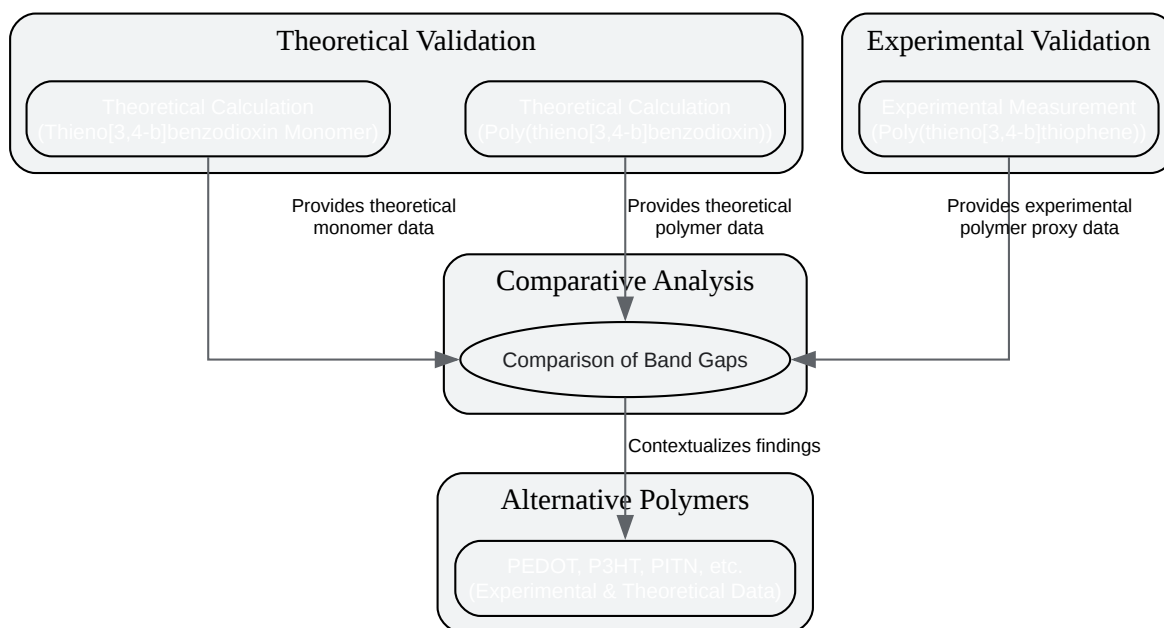 Theoretical Validation
Experimental Validation
Theoretical Calculation
(Thieno[3,4-b]benzodioxin Monomer)
Theoretical Calculation
(Poly(thieno[3,4-b]benzodioxin))
Experimental Measurement
(Poly(thieno[3,4-b]thiophene))
Provides theoretical
monomer data
Provides theoretical
polymer data
Provides experimental
polymer proxy data
Comparative Analysis
Comparison of Band Gaps
Contextualizes findings
Alternative Polymers
PEDOT, P3HT, PITN, etc.
(Experimental & Theoretical Data)